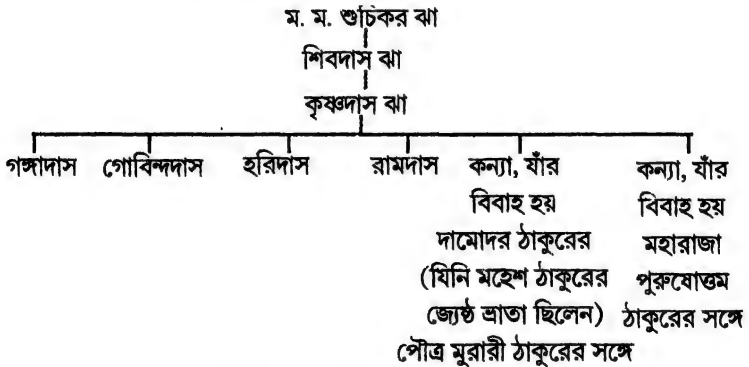 ম. ম. শুচিকর ঝা
শিবদাস ঝা
কৃষ্ণদাস ঝা
গঙ্গাদাস গোবিন্দদাস হরিদাস রামদাস কন্যা, যাঁর কন্যা, যাঁর
বিবাহ হয় বিবাহ হয়
দামোদর ঠাকুরের মহারাজা
(যিনি মহেশ ঠাকুরের পুরুষোত্তম
জ্যেষ্ঠ ভ্রাতা ছিলেন) ঠাকুরের সঙ্গে
পৌত্র মুরারী ঠাকুরের সঙ্গে